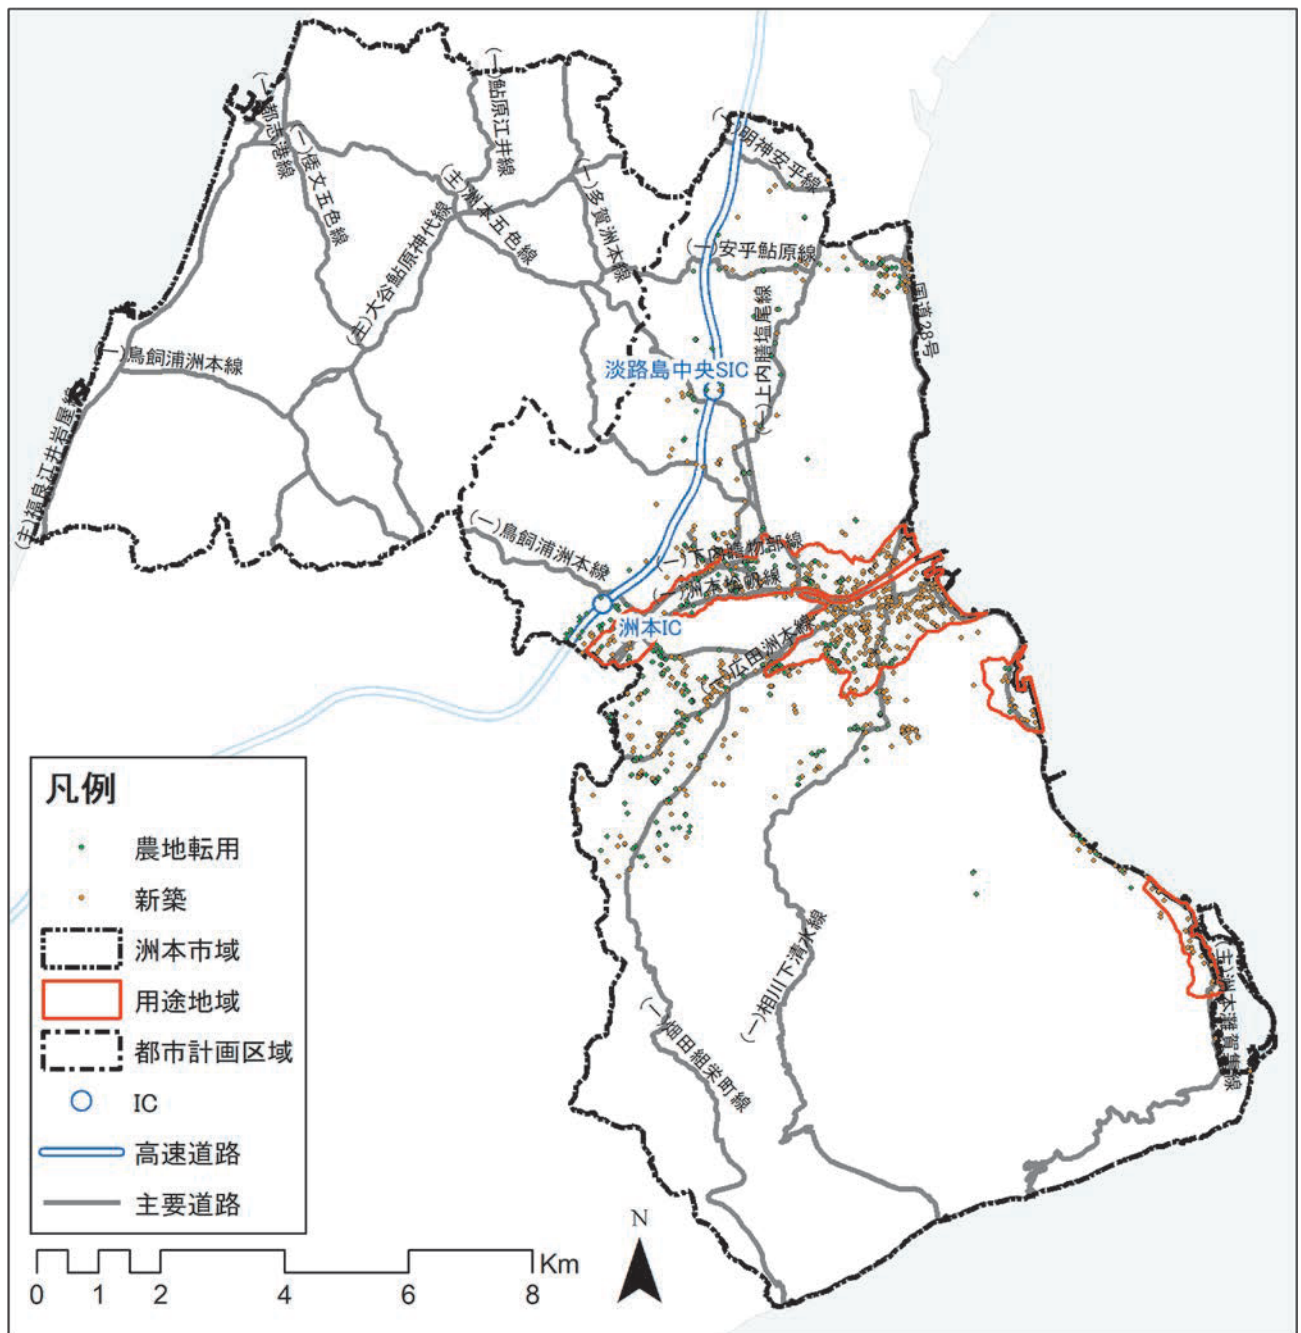 (一)都志港線
(一)倭文五色線
(一)鮎原江井線
(主)洲本五色線
(主)大谷鮎原神代線
(一)多賀洲本線
(一)明神安乎線
(一)安乎鮎原線
国道28号
(一)上内膳塩尾線
淡路島中央SIC
(一)鳥飼浦洲本線
(主)福良江井岩屋線
(一)鳥飼浦洲本線
(一)下内膳物部線
(一)洲本松帆線
洲本IC
(一)広田洲本線
(一)相川下清水線
(一)畑田組栄町線
(主)洲本灘賀集線
凡例
農地転用
新築
洲本市域
用途地域
都市計画区域
IC
高速道路
主要道路
N
Km
0 1 2 4 6 8